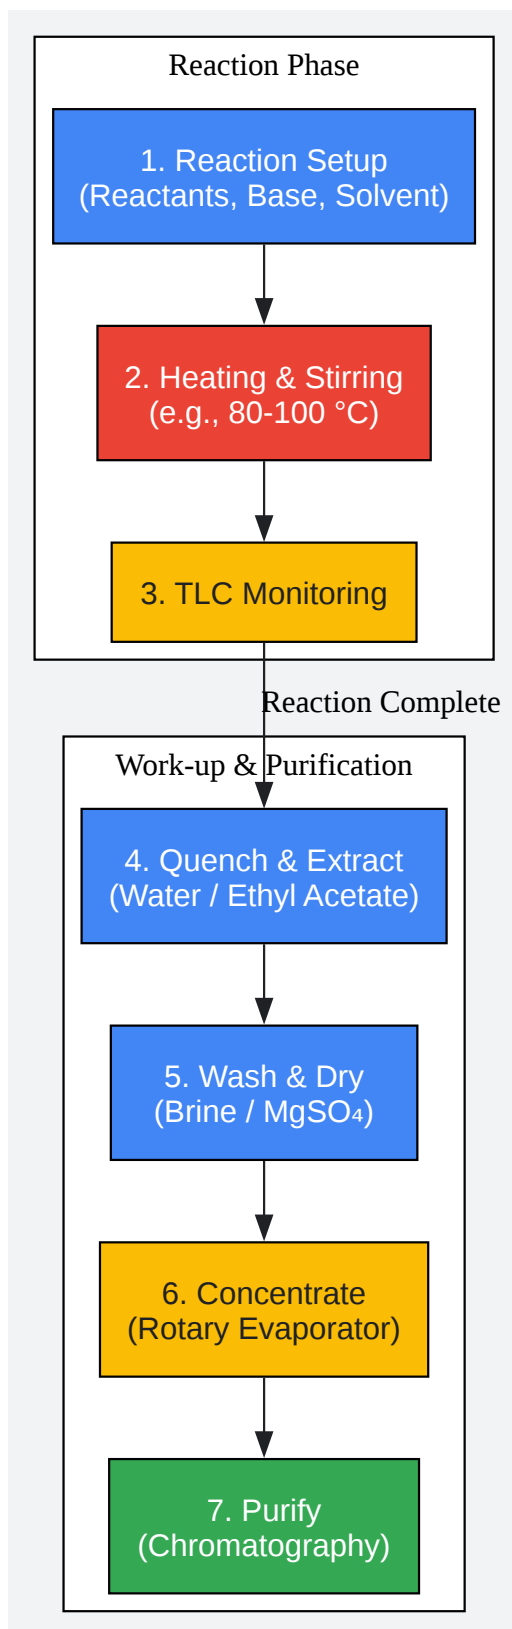 Reaction Phase
1. Reaction Setup
(Reactants, Base, Solvent)
2. Heating & Stirring
(e.g., 80-100 °C)
3. TLC Monitoring
Reaction Complete
Work-up & Purification
4. Quench & Extract
(Water / Ethyl Acetate)
5. Wash & Dry
(Brine / MgSO₄)
6. Concentrate
(Rotary Evaporator)
7. Purify
(Chromatography)